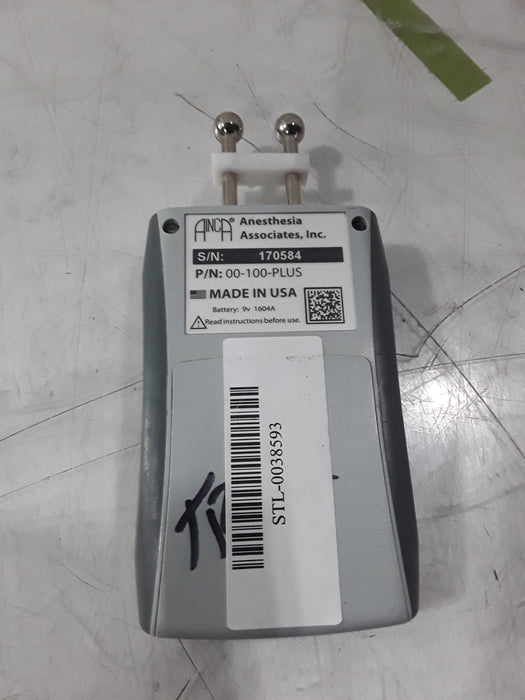 AINCA® Anesthesia
Associates, Inc.
S/N: 170584
P/N: 00-100-PLUS
MADE IN USA
Battery: 9v 1604A
Read instructions before use.
STL-0038593